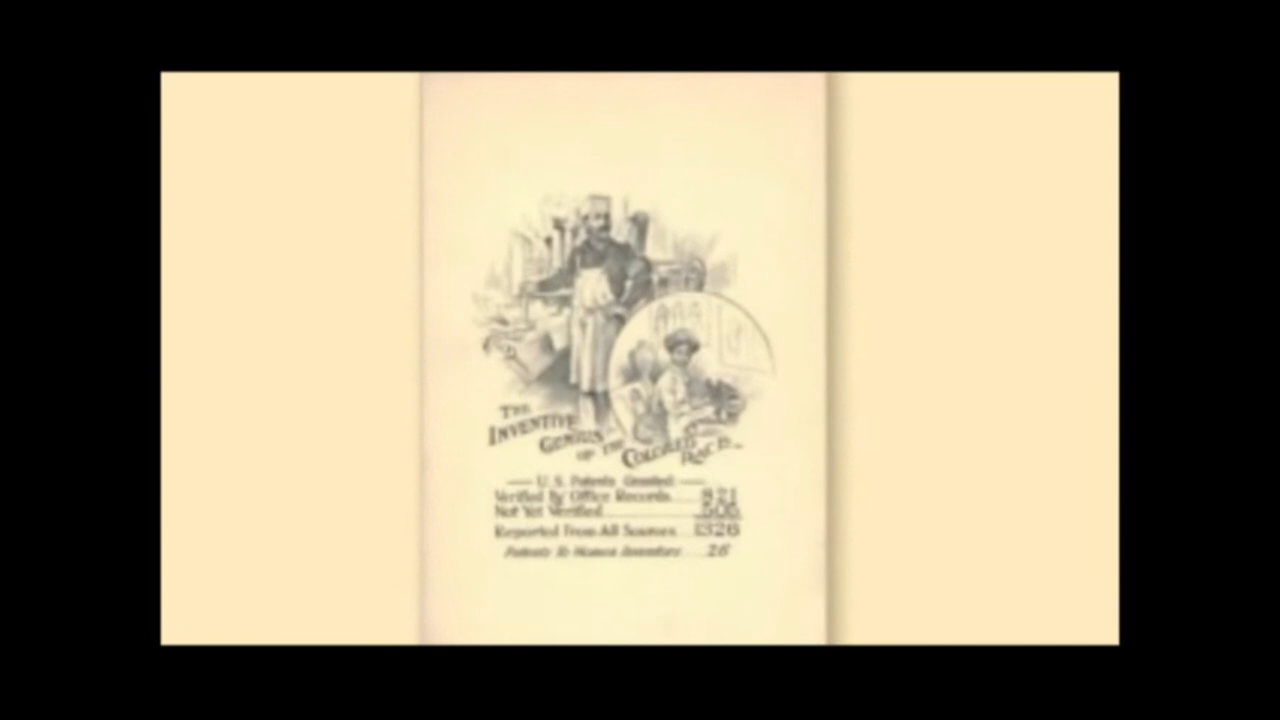 THE
INVENTIVE
GENIUS
OF THE
COLORED
RACE
U. S. Patents Granted
Verified By Office Records 821
Not Yet Verified 505
Reported From All Sources 1326
Patents To Women Inventors 26